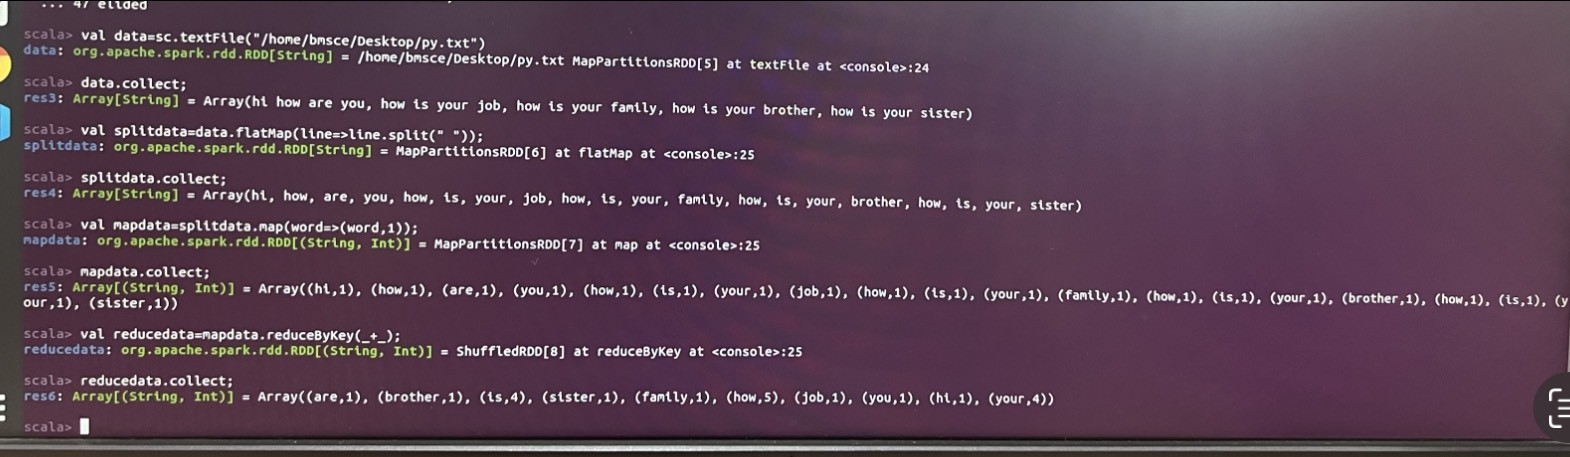 ... 47 elided
scala> val data=sc.textFile("/home/bmsce/Desktop/py.txt")
data: org.apache.spark.rdd.RDD[String] = /home/bmsce/Desktop/py.txt MapPartitionsRDD[5] at textFile at <console>:24
scala> data.collect;
res3: Array[String] = Array(hi how are you, how is your job, how is your family, how is your brother, how is your sister)
scala> val splitdata=data.flatMap(line=>line.split(" "));
splitdata: org.apache.spark.rdd.RDD[String] = MapPartitionsRDD[6] at flatMap at <console>:25
scala> splitdata.collect;
res4: Array[String] = Array(hi, how, are, you, how, is, your, job, how, is, your, family, how, is, your, brother, how, is, your, sister)
scala> val mapdata=splitdata.map(word=>(word,1));
mapdata: org.apache.spark.rdd.RDD[(String, Int)] = MapPartitionsRDD[7] at map at <console>:25
scala> mapdata.collect;
res5: Array[(String, Int)] = Array((hi,1), (how,1), (are,1), (you,1), (how,1), (is,1), (your,1), (job,1), (how,1), (is,1), (your,1), (family,1), (how,1), (is,1), (your,1), (brother,1), (how,1), (is,1), (y
our,1), (sister,1))
scala> val reducedata=mapdata.reduceByKey(_+_);
reducedata: org.apache.spark.rdd.RDD[(String, Int)] = ShuffledRDD[8] at reduceByKey at <console>:25
scala> reducedata.collect;
res6: Array[(String, Int)] = Array((are,1), (brother,1), (is,4), (sister,1), (family,1), (how,5), (job,1), (you,1), (hi,1), (your,4))
scala>